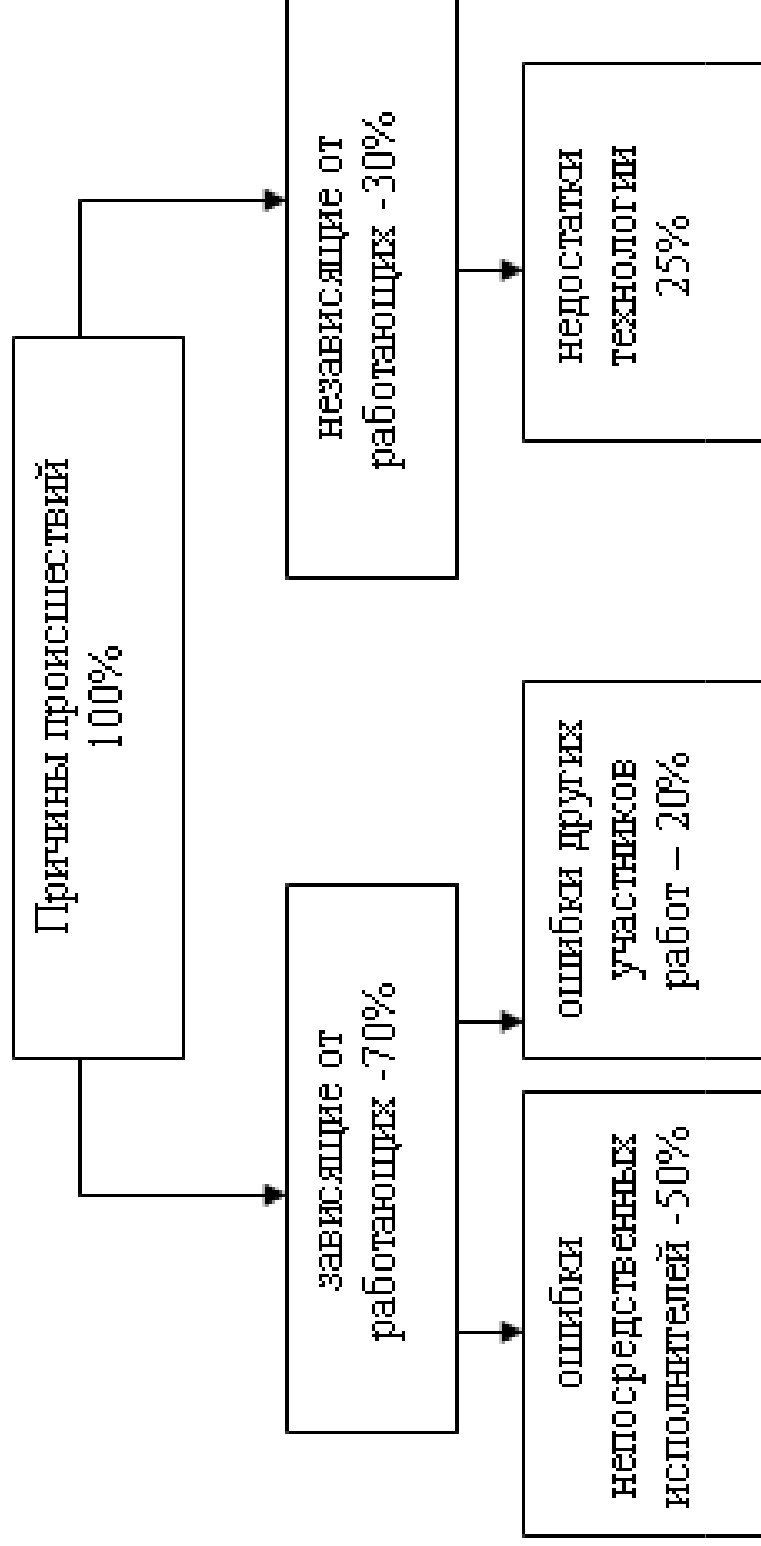 Причины происшествий
100%
зависящие от
работающих -70%
независящие от
работающих -30%
ошибки
непосредственных
исполнителей -50%
ошибки других
участников
работ – 20%
недостатки
технологии
25%